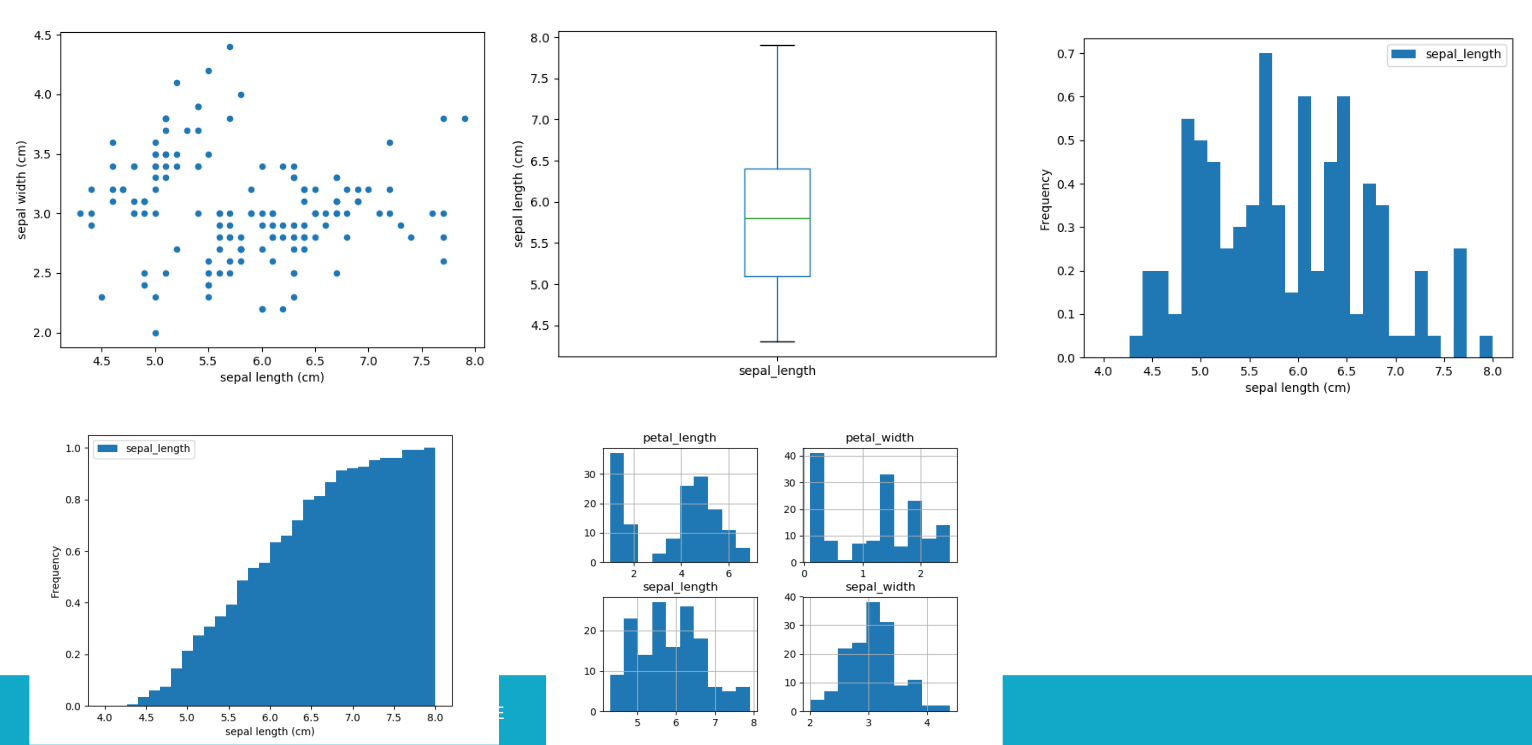 4.5
4.0
3.5
3.0
2.5
2.0
sepal width (cm)
4.5 5.0 5.5 6.0 6.5 7.0 7.5 8.0
sepal length (cm)
8.0
7.5
7.0
6.5
6.0
5.5
5.0
4.5
sepal length (cm)
sepal_length
sepal_length
0.7
0.6
0.5
0.4
0.3
0.2
0.1
0.0
Frequency
4.0 4.5 5.0 5.5 6.0 6.5 7.0 7.5 8.0
sepal length (cm)
sepal_length
1.0
0.8
0.6
0.4
0.2
0.0
Frequency
4.0 4.5 5.0 5.5 6.0 6.5 7.0 7.5 8.0
sepal length (cm)
petal_length
30
20
10
0
2 4 6
petal_width
40
30
20
10
0
0 1 2
sepal_length
20
10
0
5 6 7 8
sepal_width
40
30
20
10
0
2 3 4